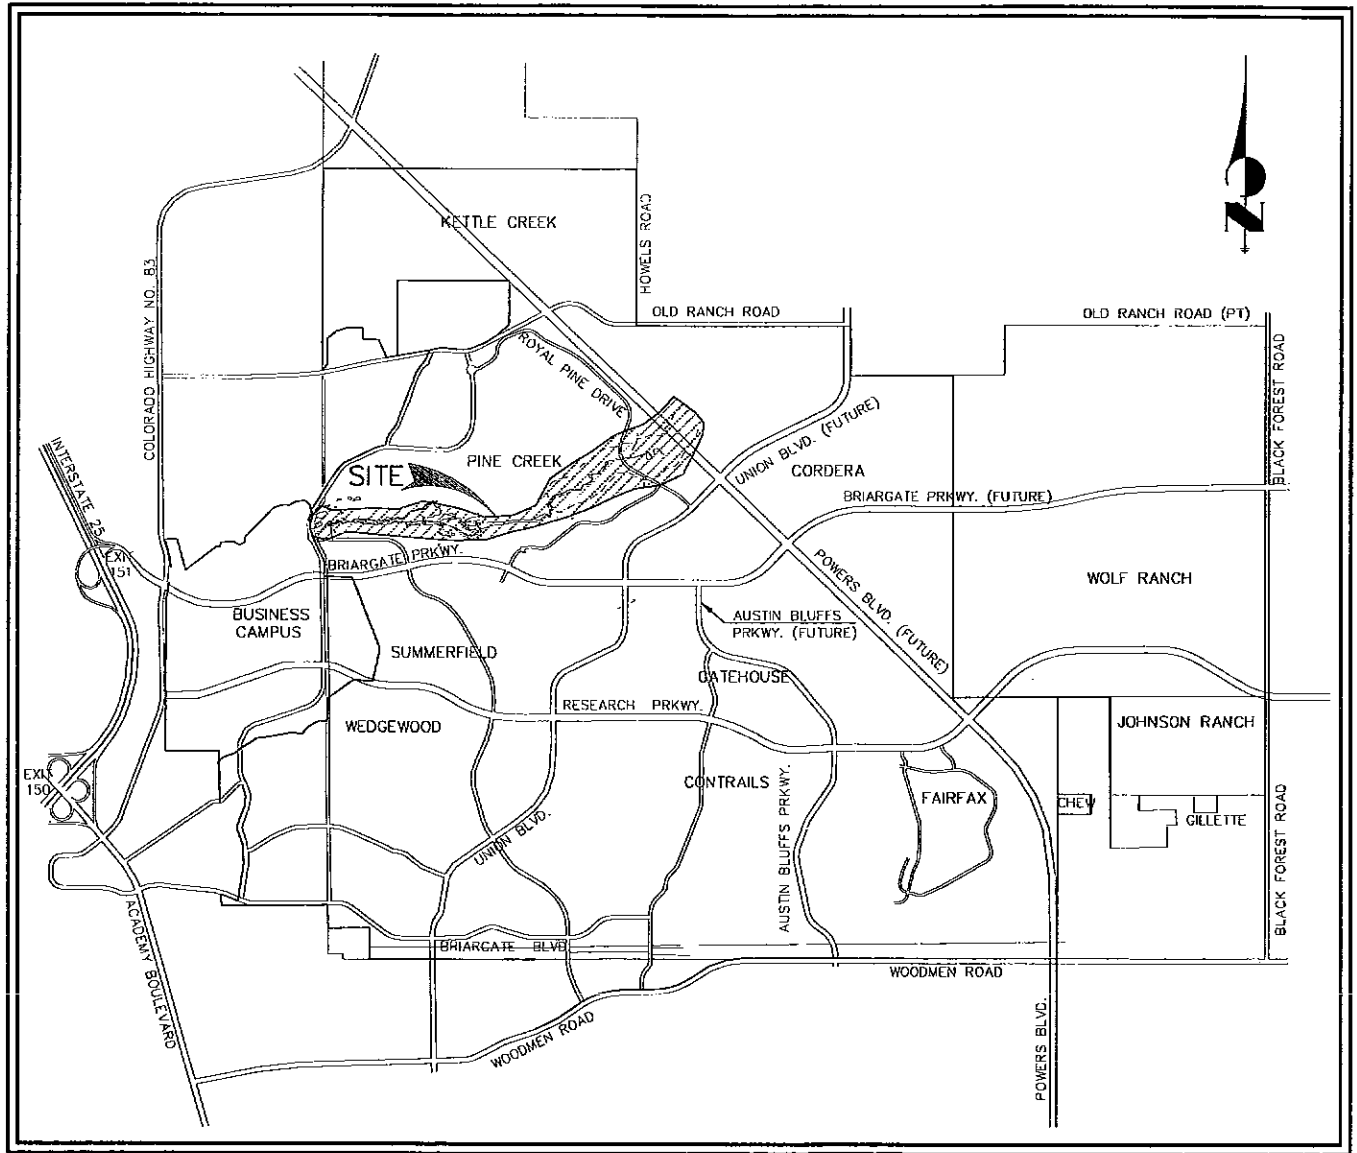 KETTLE CREEK
HOWELS ROAD
COLORADO HIGHWAY NO. 83
N
OLD RANCH ROAD
OLD RANCH ROAD (PT)
ROYAL PINE DRIVE
BLACK FOREST ROAD
UNION BLVD. (FUTURE)
INTERSTATE 25
PINE CREEK
SITE
CORDERA
BRIARGATE PRKWY. (FUTURE)
EXIT
151
BRIARGATE PRKWY.
POWERS BLVD. (FUTURE)
WOLF RANCH
BUSINESS
CAMPUS
AUSTIN BLUFFS
PRKWY. (FUTURE)
SUMMERFIELD
GATEHOUSE
RESEARCH PRKWY.
WEDGEWOOD
JOHNSON RANCH
EXIT
150
CONTRAILS
AUSTIN BLUFFS PRKWY.
FAIRFAX
CHEW
GILLETTE
UNION BLVD.
BLACK FOREST ROAD
ACADEMY BOULEVARD
BRIARGATE BLVD
WOODMEN ROAD
WOODMEN ROAD
POWERS BLVD.